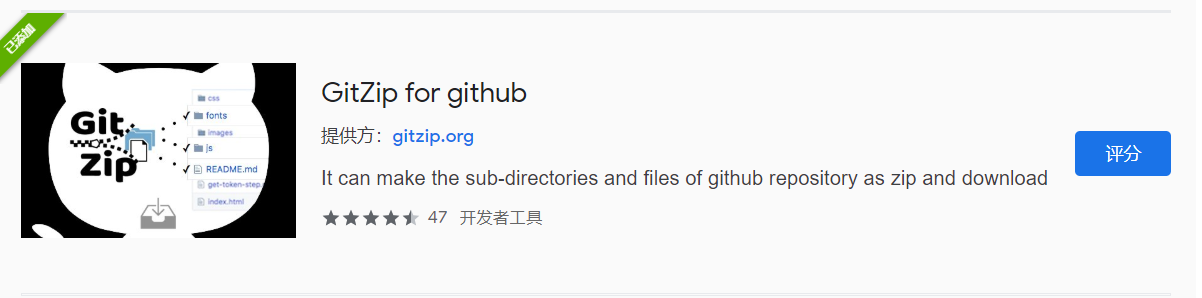 已添加
Git
Zip
css
fonts
images
js
README.md
get-token-step.
index.html
GitZip for github
提供方：gitzip.org
It can make the sub-directories and files of github repository as zip and download
47 开发者工具
评分